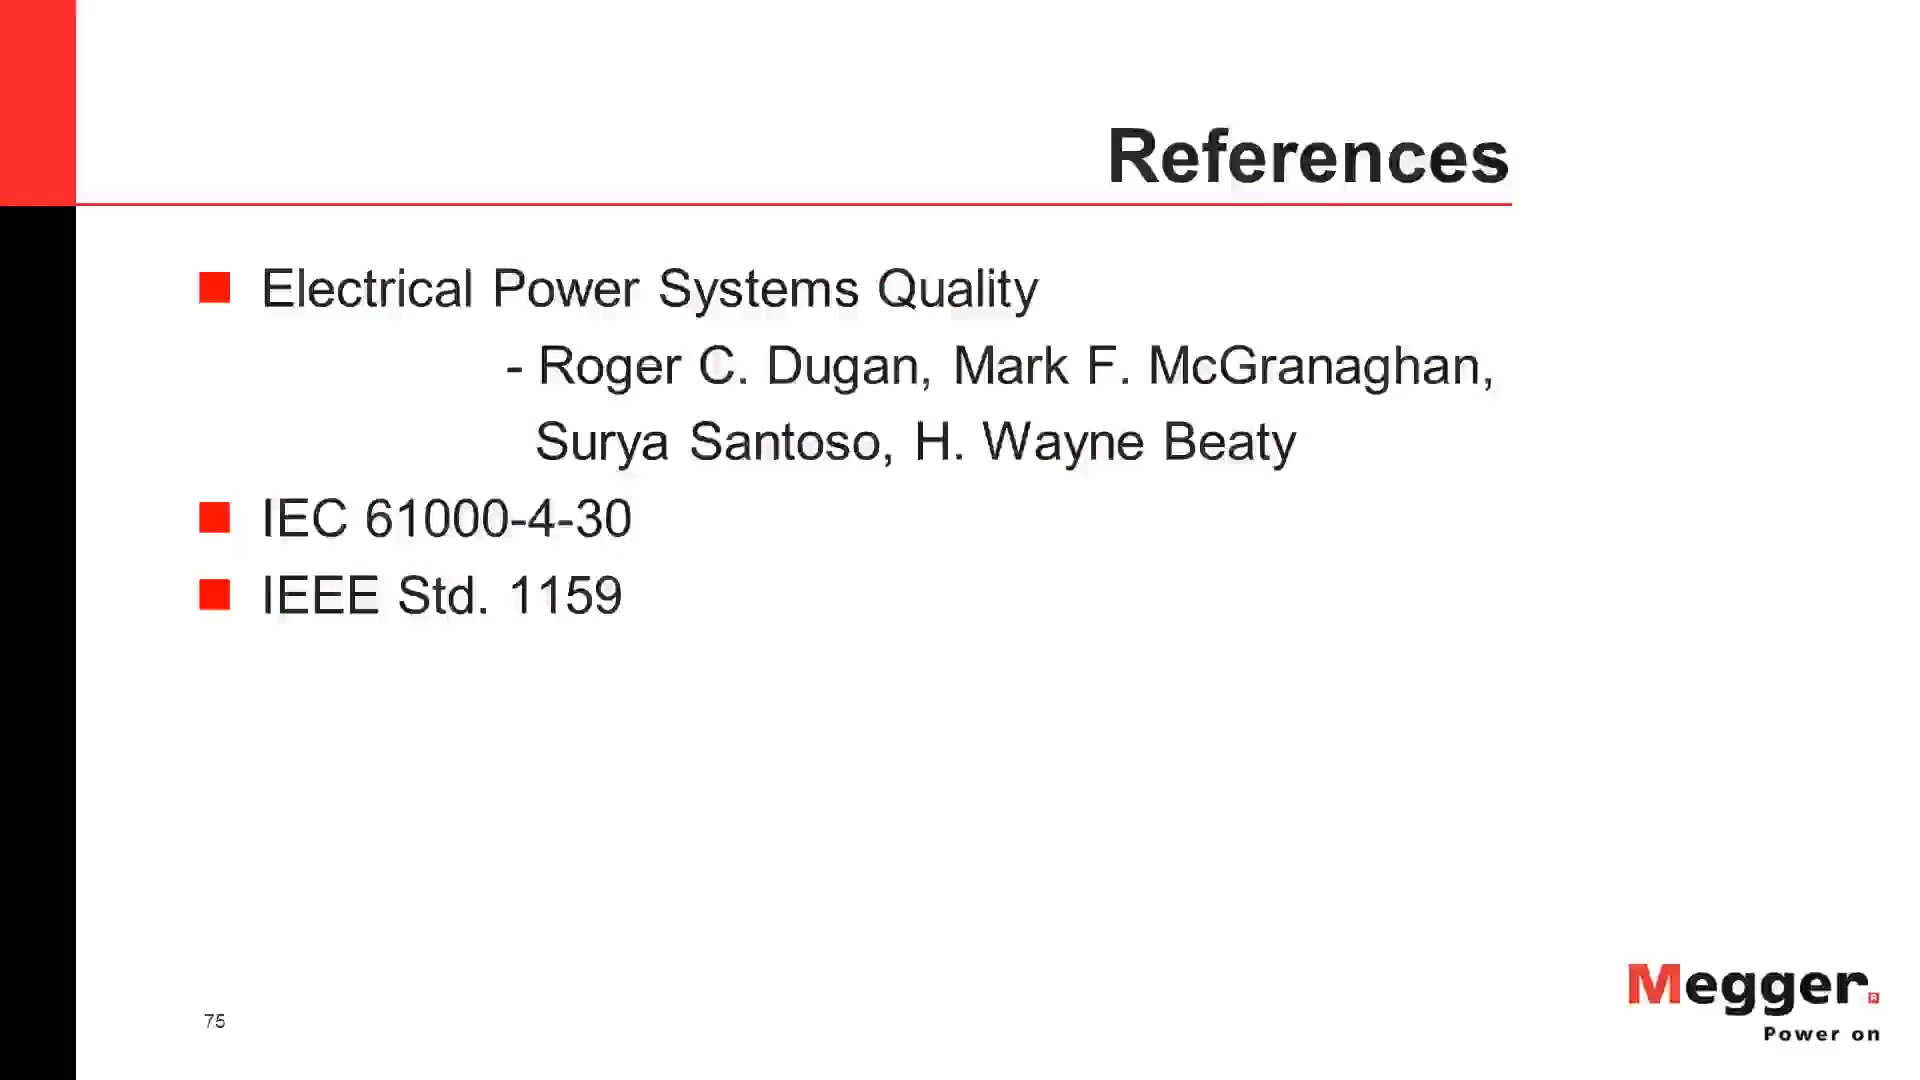 References
Electrical Power Systems Quality
- Roger C. Dugan, Mark F. McGranaghan,
Surya Santoso, H. Wayne Beaty
IEC 61000-4-30
IEEE Std. 1159
75
Megger®
Power on